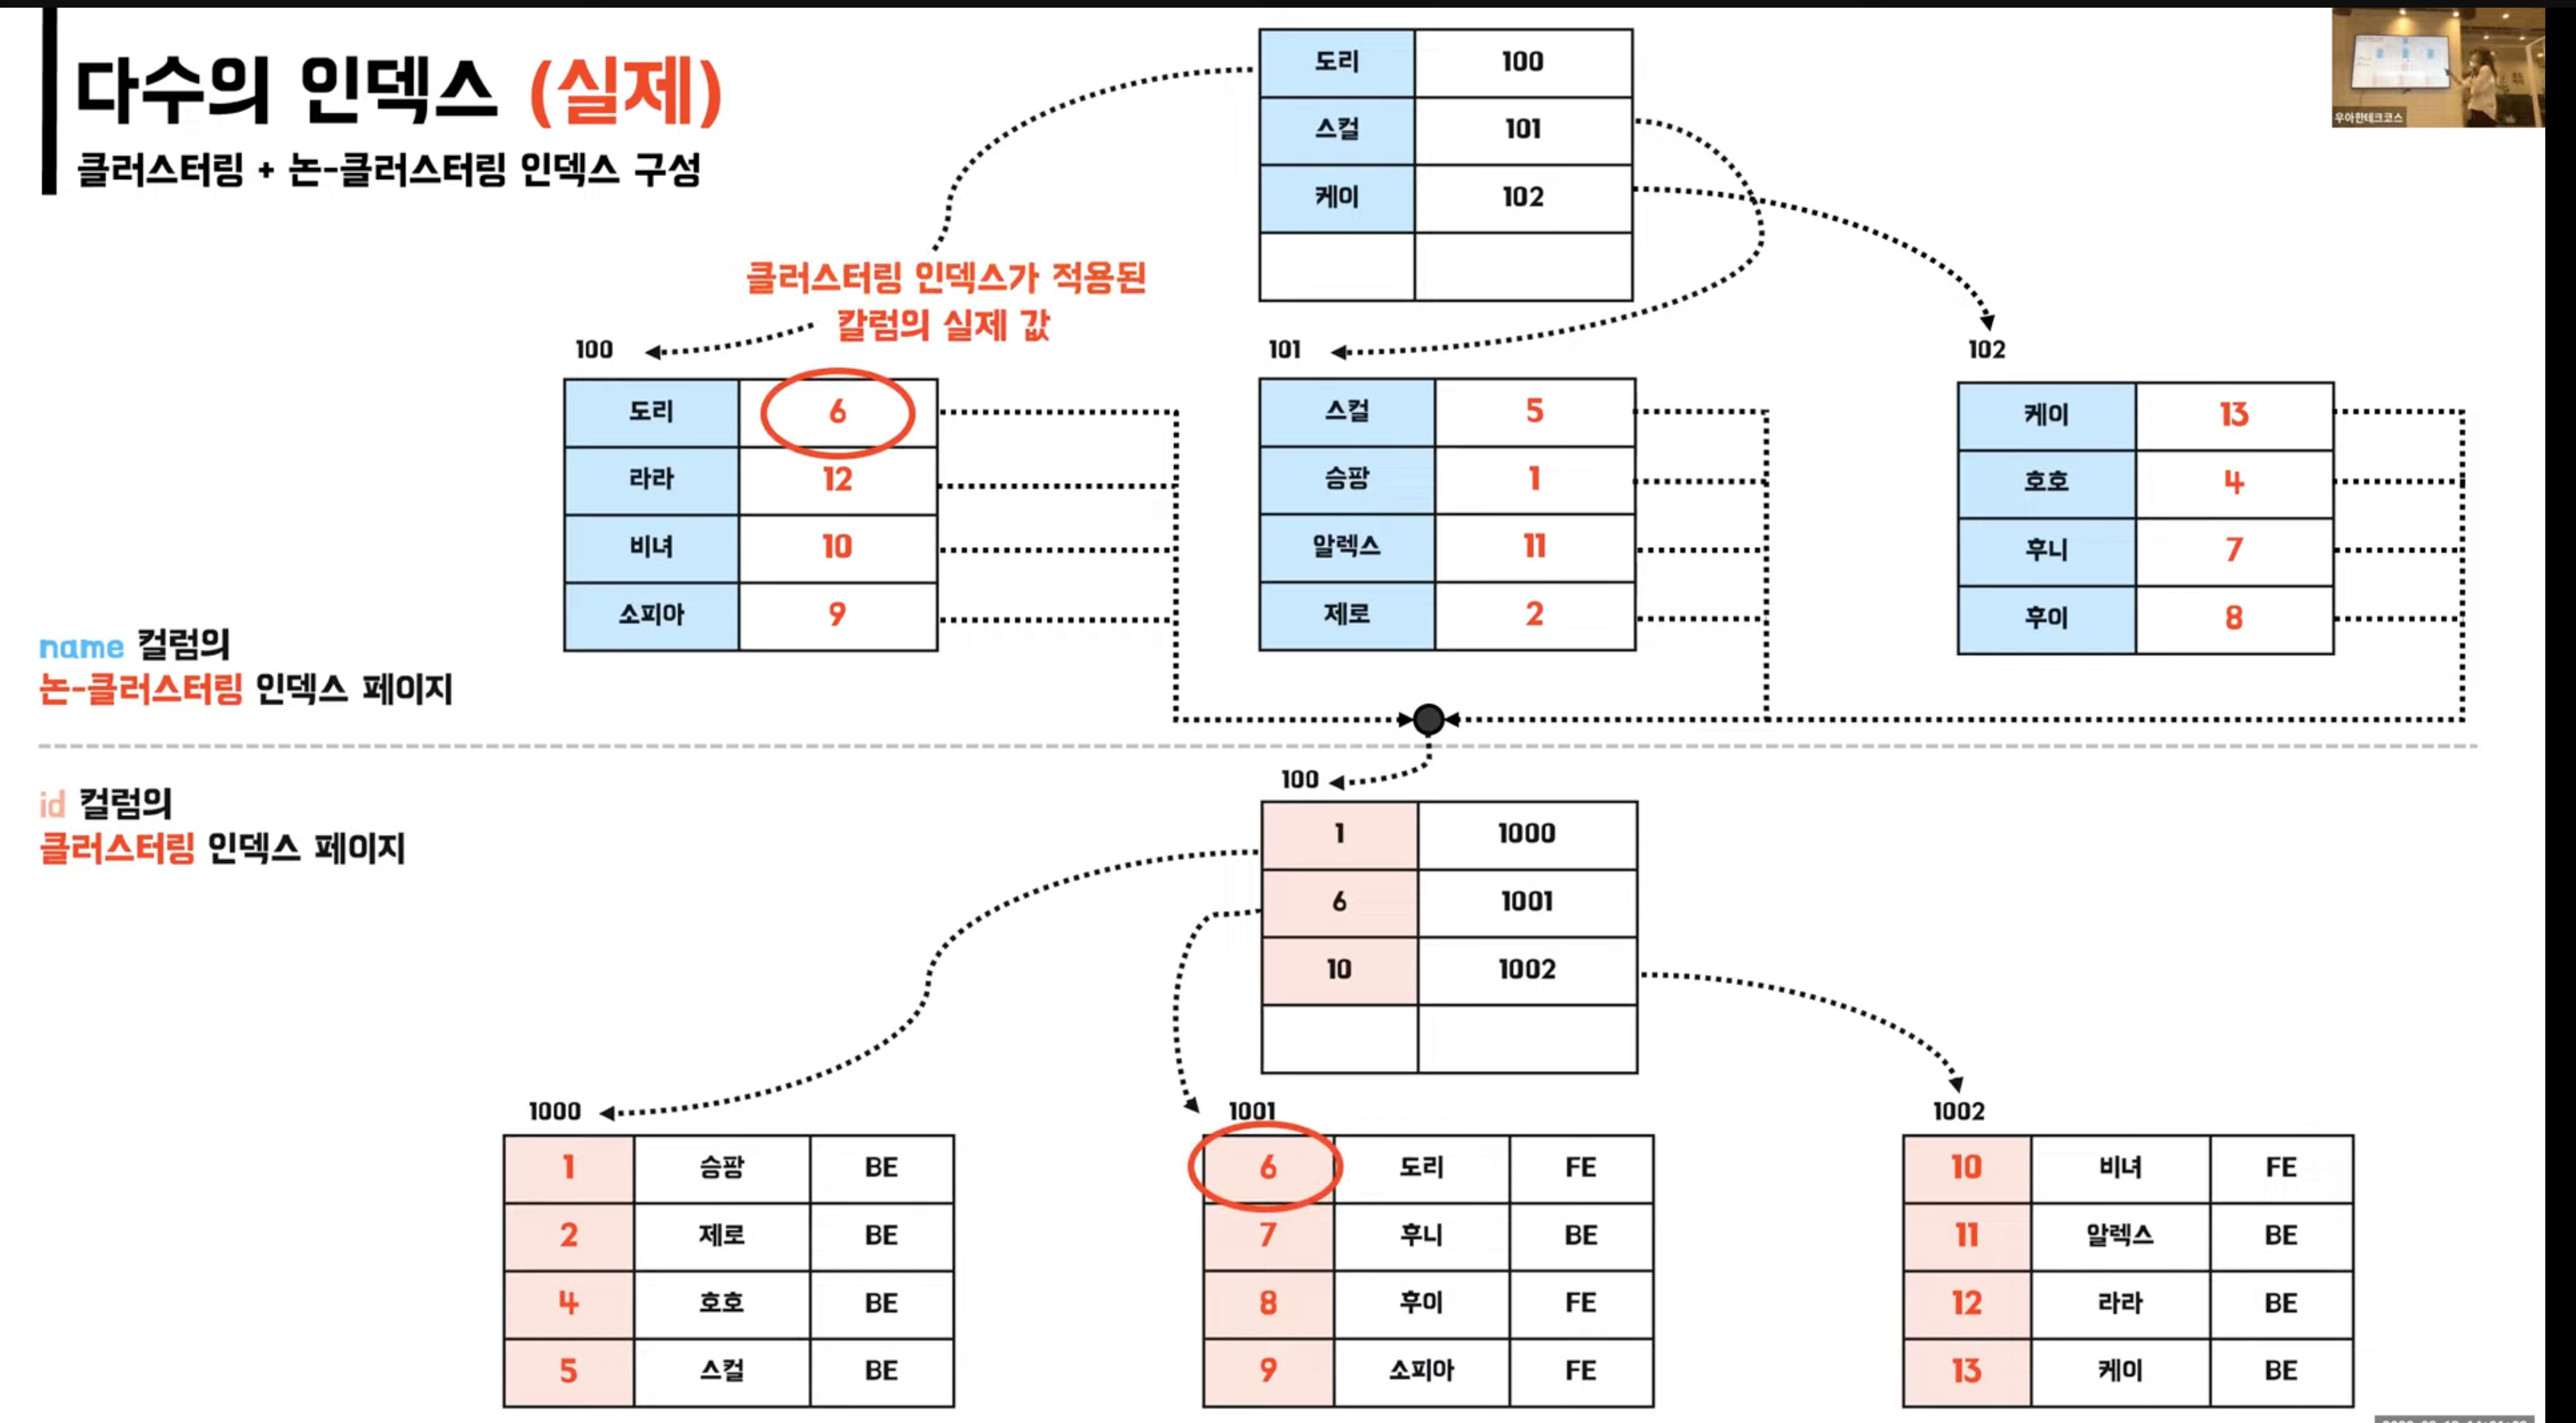 다수의 인덱스 (실제)
클러스터링 + 논-클러스터링 인덱스 구성
우아한테크코스
도리 100
스컬 101
케이 102
클러스터링 인덱스가 적용된
칼럼의 실제 값
100
도리 6
라라 12
비녀 10
소피아 9
101
스컬 5
승팡 1
알렉스 11
제로 2
102
케이 13
호호 4
후니 7
후이 8
name 컬럼의
논-클러스터링 인덱스 페이지
id 컬럼의
클러스터링 인덱스 페이지
100
1 1000
6 1001
10 1002
1000
1 승팡 BE
2 제로 BE
4 호호 BE
5 스컬 BE
1001
6 도리 FE
7 후니 BE
8 후이 FE
9 소피아 FE
1002
10 비녀 FE
11 알렉스 BE
12 라라 BE
13 케이 BE